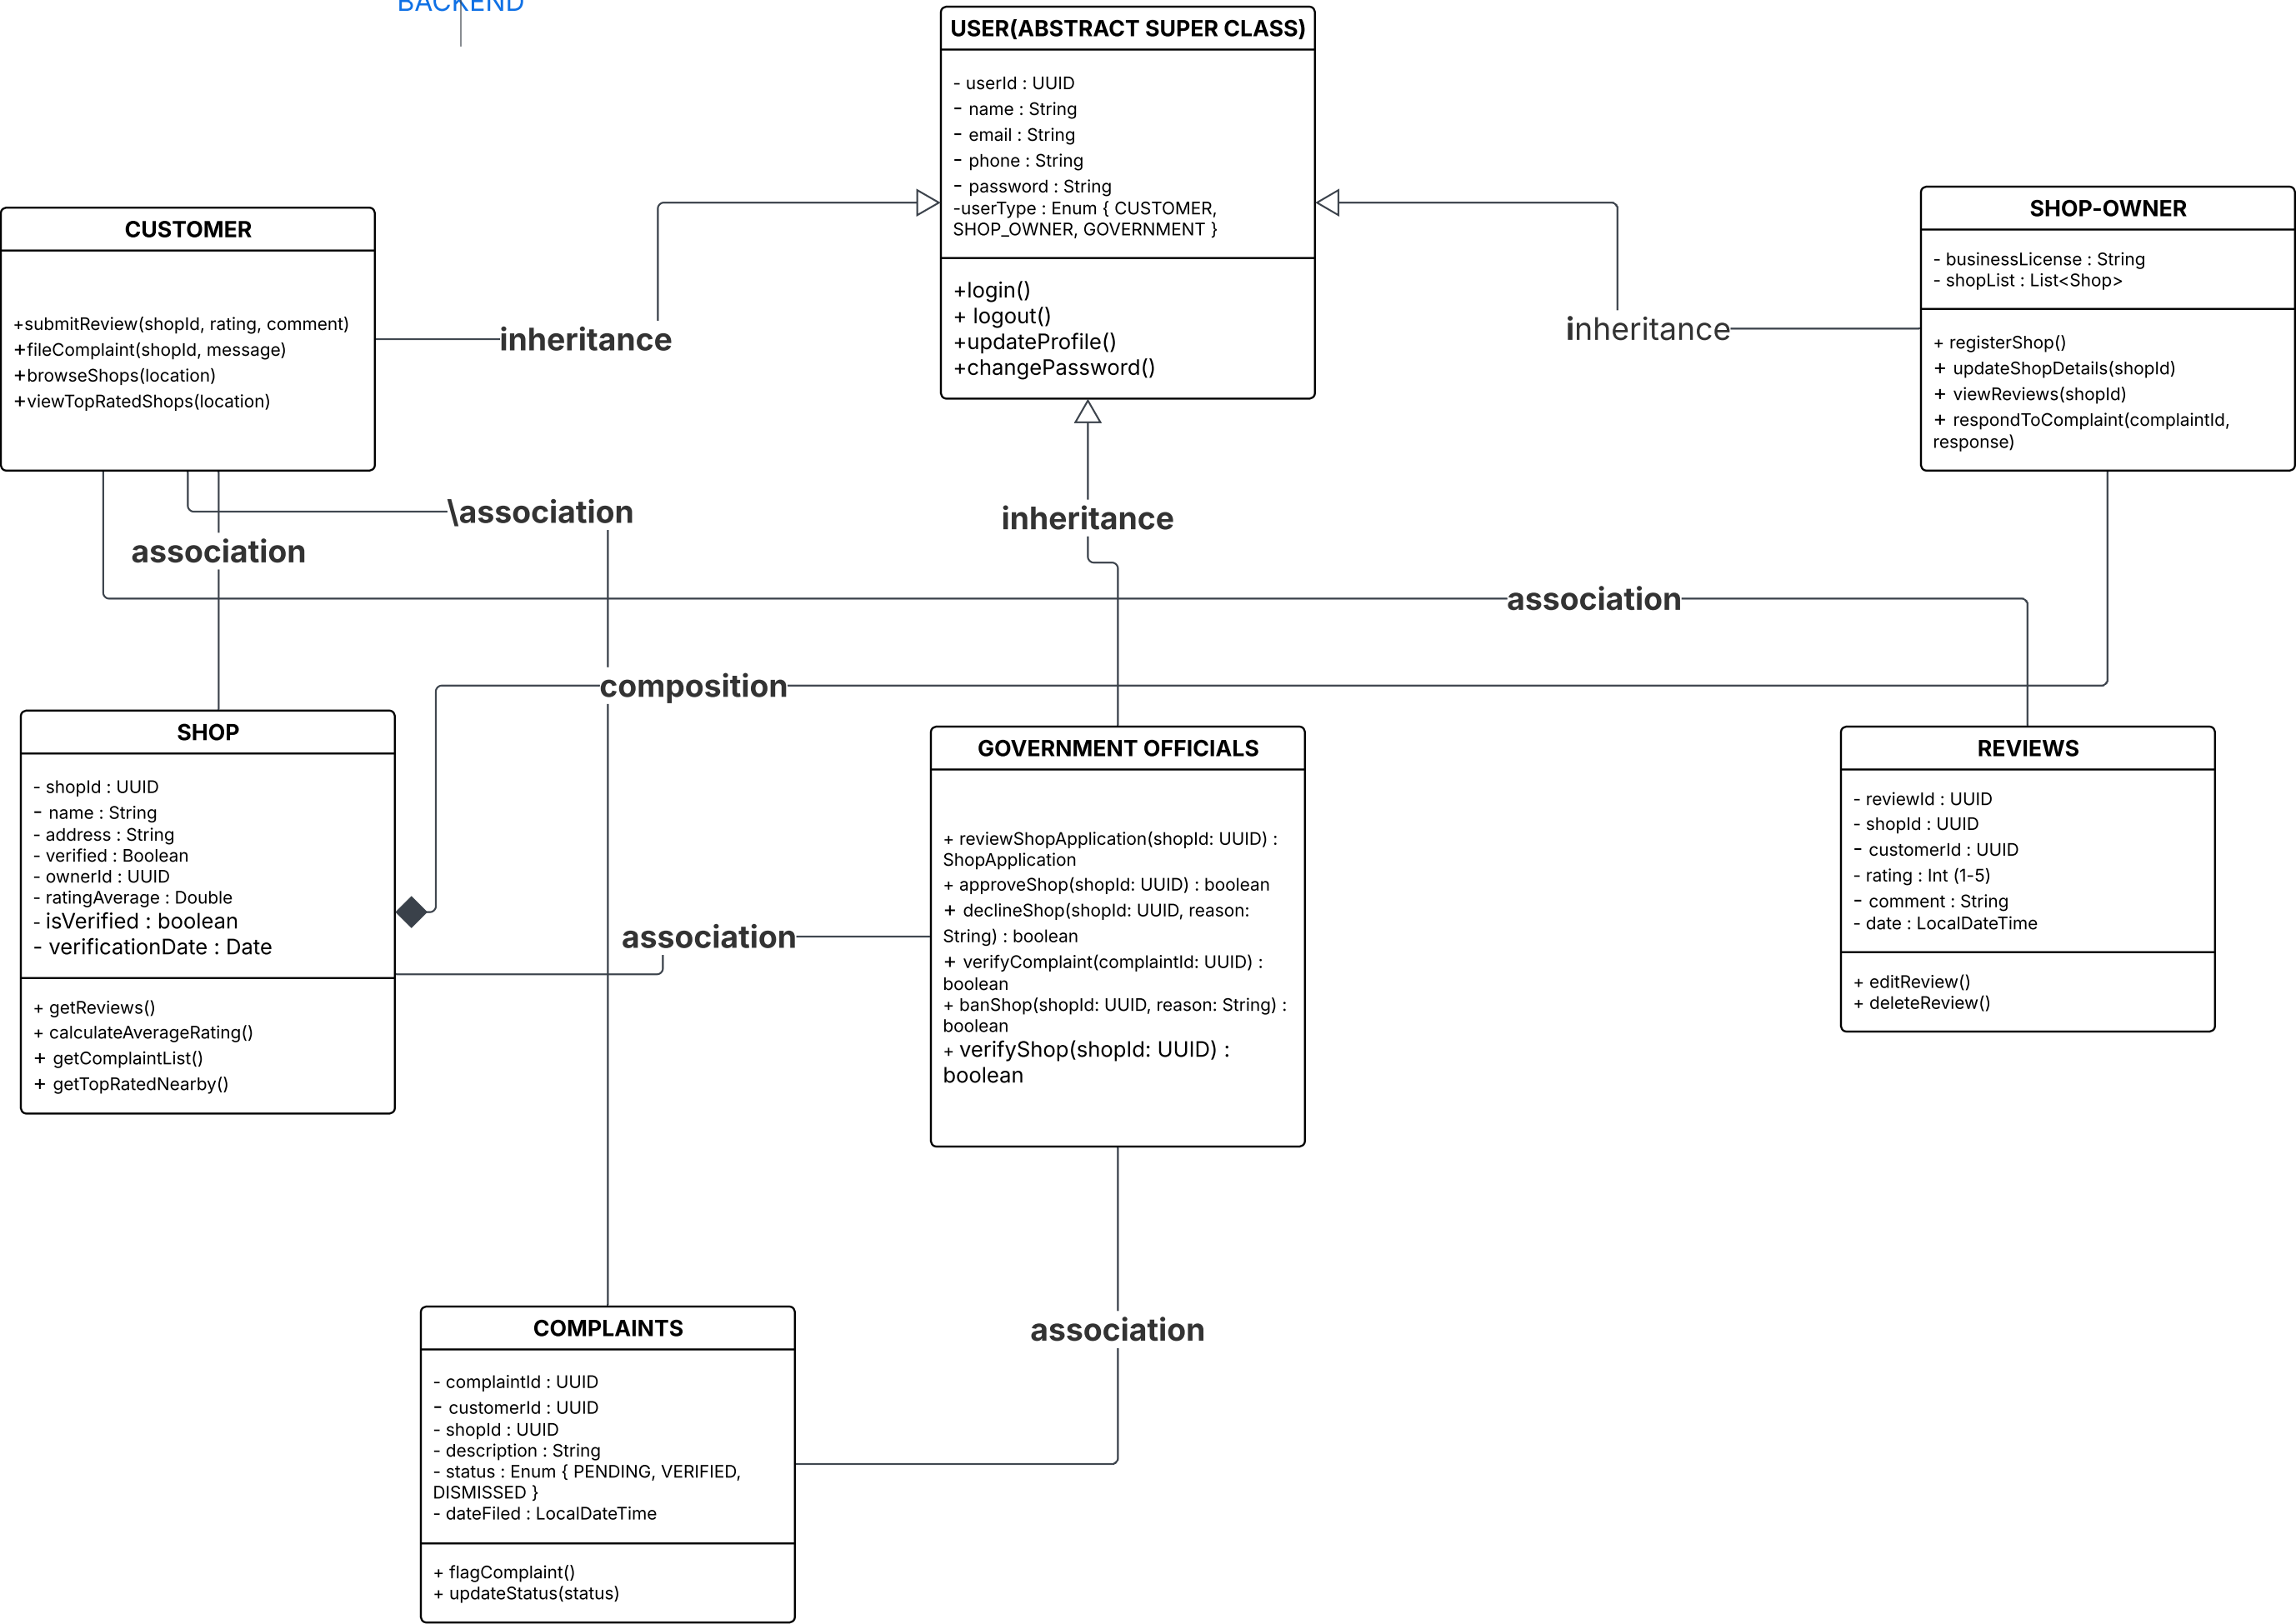 BACKEND
USER(ABSTRACT SUPER CLASS)
- userId : UUID
- name : String
- email : String
- phone : String
- password : String
-userType : Enum { CUSTOMER,
SHOP_OWNER, GOVERNMENT }
+login()
+ logout()
+updateProfile()
+changePassword()
CUSTOMER
+submitReview(shopId, rating, comment)
+fileComplaint(shopId, message)
+browseShops(location)
+viewTopRatedShops(location)
inheritance
SHOP-OWNER
- businessLicense : String
- shopList : List<Shop>
+ registerShop()
+ updateShopDetails(shopId)
+ viewReviews(shopId)
+ respondToComplaint(complaintId,
response)
inheritance
\association
inheritance
association
association
composition
SHOP
- shopId : UUID
- name : String
- address : String
- verified : Boolean
- ownerId : UUID
- ratingAverage : Double
- isVerified : boolean
- verificationDate : Date
+ getReviews()
+ calculateAverageRating()
+ getComplaintList()
+ getTopRatedNearby()
association
GOVERNMENT OFFICIALS
+ reviewShopApplication(shopId: UUID) :
ShopApplication
+ approveShop(shopId: UUID) : boolean
+ declineShop(shopId: UUID, reason:
String) : boolean
+ verifyComplaint(complaintId: UUID) :
boolean
+ banShop(shopId: UUID, reason: String) :
boolean
+ verifyShop(shopId: UUID) :
boolean
REVIEWS
- reviewId : UUID
- shopId : UUID
- customerId : UUID
- rating : Int (1-5)
- comment : String
- date : LocalDateTime
+ editReview()
+ deleteReview()
association
COMPLAINTS
- complaintId : UUID
- customerId : UUID
- shopId : UUID
- description : String
- status : Enum { PENDING, VERIFIED,
DISMISSED }
- dateFiled : LocalDateTime
+ flagComplaint()
+ updateStatus(status)